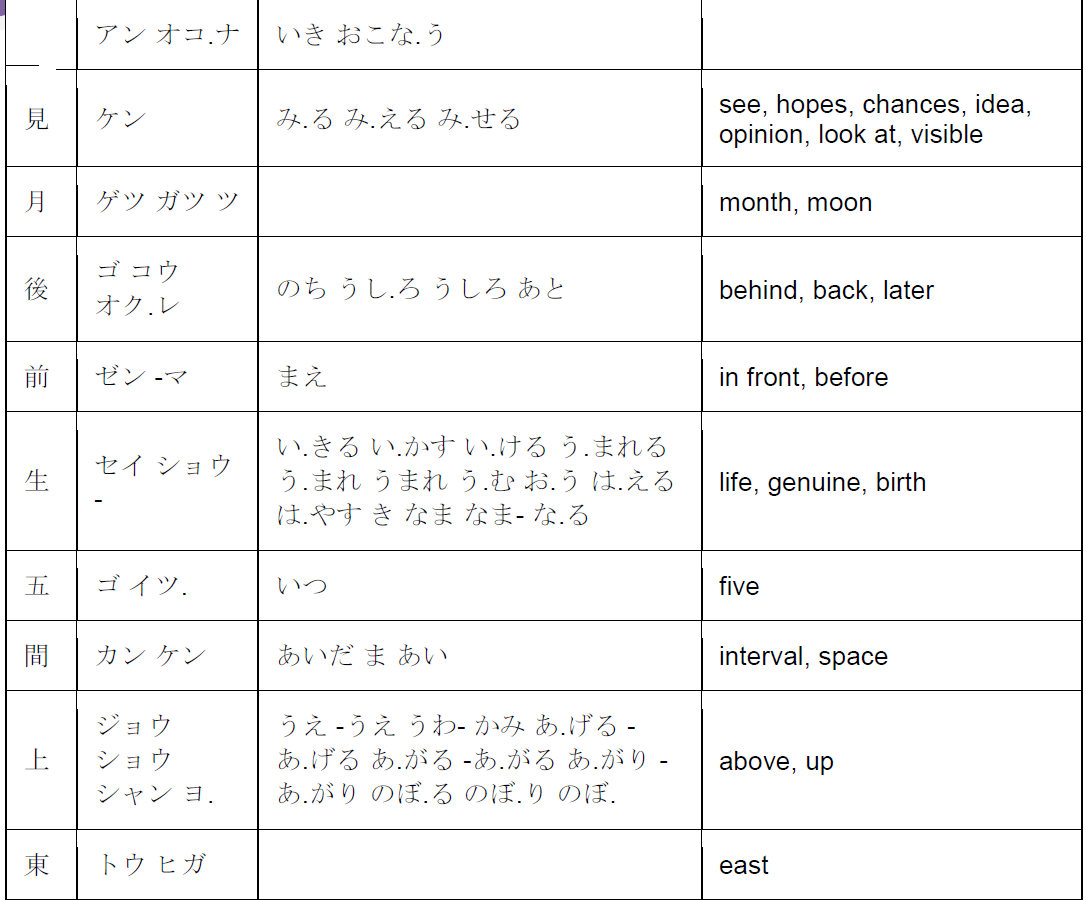 アン オコ.ナ
いき おこな.う
見
ケン
み.る み.える み.せる
see, hopes, chances, idea,
opinion, look at, visible
月
ゲツ ガツ ツ
month, moon
後
ゴ コウ
オク.レ
のち うし.ろ うしろ あと
behind, back, later
前
ゼン -マ
まえ
in front, before
生
セイ ショウ
-
い.きる い.かす い.ける う.まれる
う.まれ うまれ う.む お.う は.える
は.やす き なま なま- な.る
life, genuine, birth
五
ゴ イツ.
いつ
five
間
カン ケン
あいだ ま あい
interval, space
上
ジョウ
ショウ
シャン ヨ.
うえ -うえ うわ- かみ あ.げる -
あ.げる あ.がる -あ.がる あ.がり -
あ.がり のぼ.る のぼ.り のぼ.
above, up
東
トウ ヒガ
east